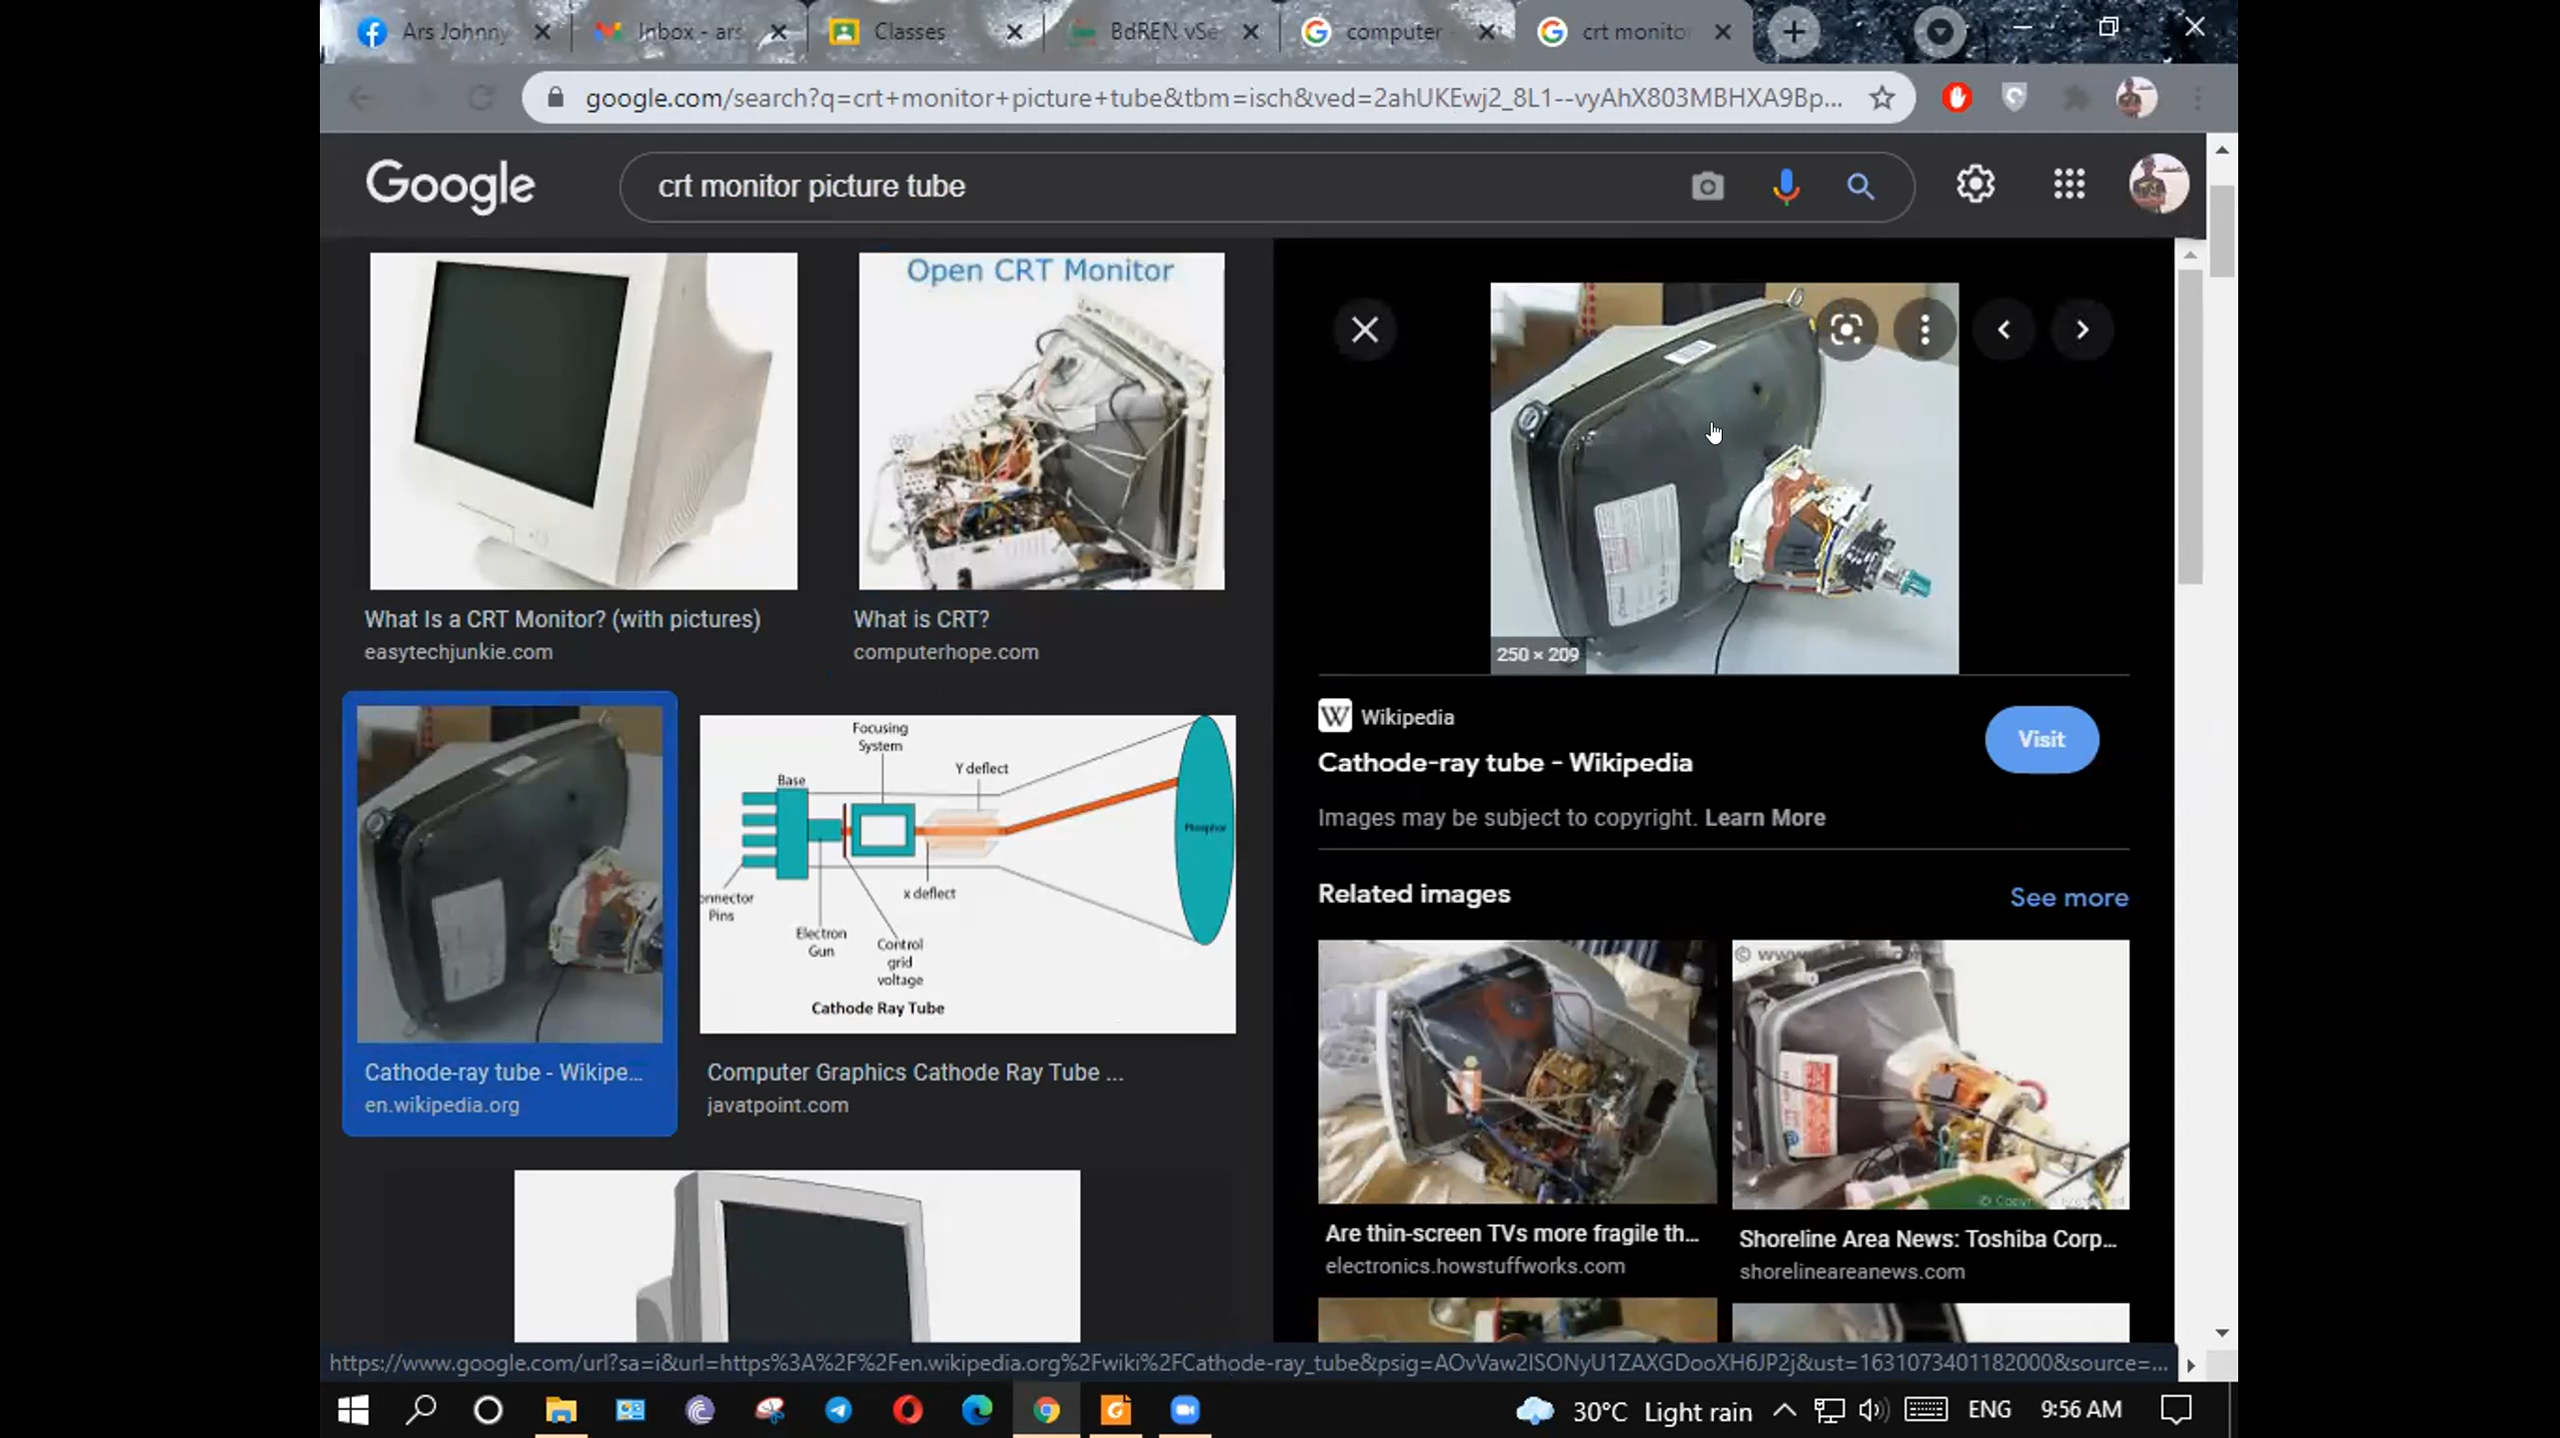 Ars Johnny
Inbox - ars
Classes
BdREN vSe
computer
crt monitor
google.com/search?q=crt+monitor+picture+tube&tbm=isch&ved=2ahUKEwj2_8L1--vyAhX803MBHXA9Bp...
Google
crt monitor picture tube
Open CRT Monitor
What Is a CRT Monitor? (with pictures)
easytechjunkie.com
What is CRT?
computerhope.com
250 × 209
Wikipedia
Cathode-ray tube - Wikipedia
Visit
Images may be subject to copyright. Learn More
Focusing
System
Y deflect
Base
Phosphor
x deflect
onnector
Pins
Electron
Gun
Control
grid
voltage
Cathode Ray Tube
Cathode-ray tube - Wikipe...
en.wikipedia.org
Computer Graphics Cathode Ray Tube ...
javatpoint.com
Related images
See more
Are thin-screen TVs more fragile th...
electronics.howstuffworks.com
Shoreline Area News: Toshiba Corp...
shorelineareanews.com
https://www.google.com/url?sa=i&url=https%3A%2F%2Fen.wikipedia.org%2Fwiki%2FCathode-ray_tube&psig=AOvVaw2ISONyU1ZAXGDooXH6JP2j&ust=1631073401182000&source=...
30°C Light rain
ENG
9:56 AM